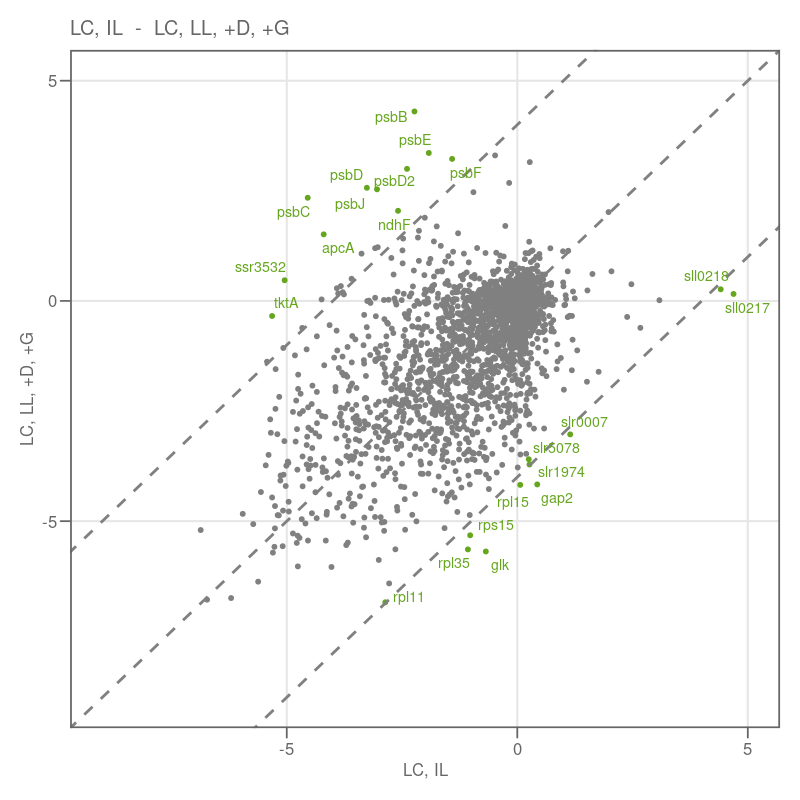 LC, IL - LC, LL, +D, +G
5
psbB
psbE
psbF
psbD
psbD2
psbJ
psbC
ndhF
apcA
ssr3532
sll0218
0
tktA
sll0217
LC, LL, +D, +G
slr0007
slr5078
slr1974
gap2
rpl15
-5
rps15
rpl35
glk
rpl11
-5
0
5
LC, IL